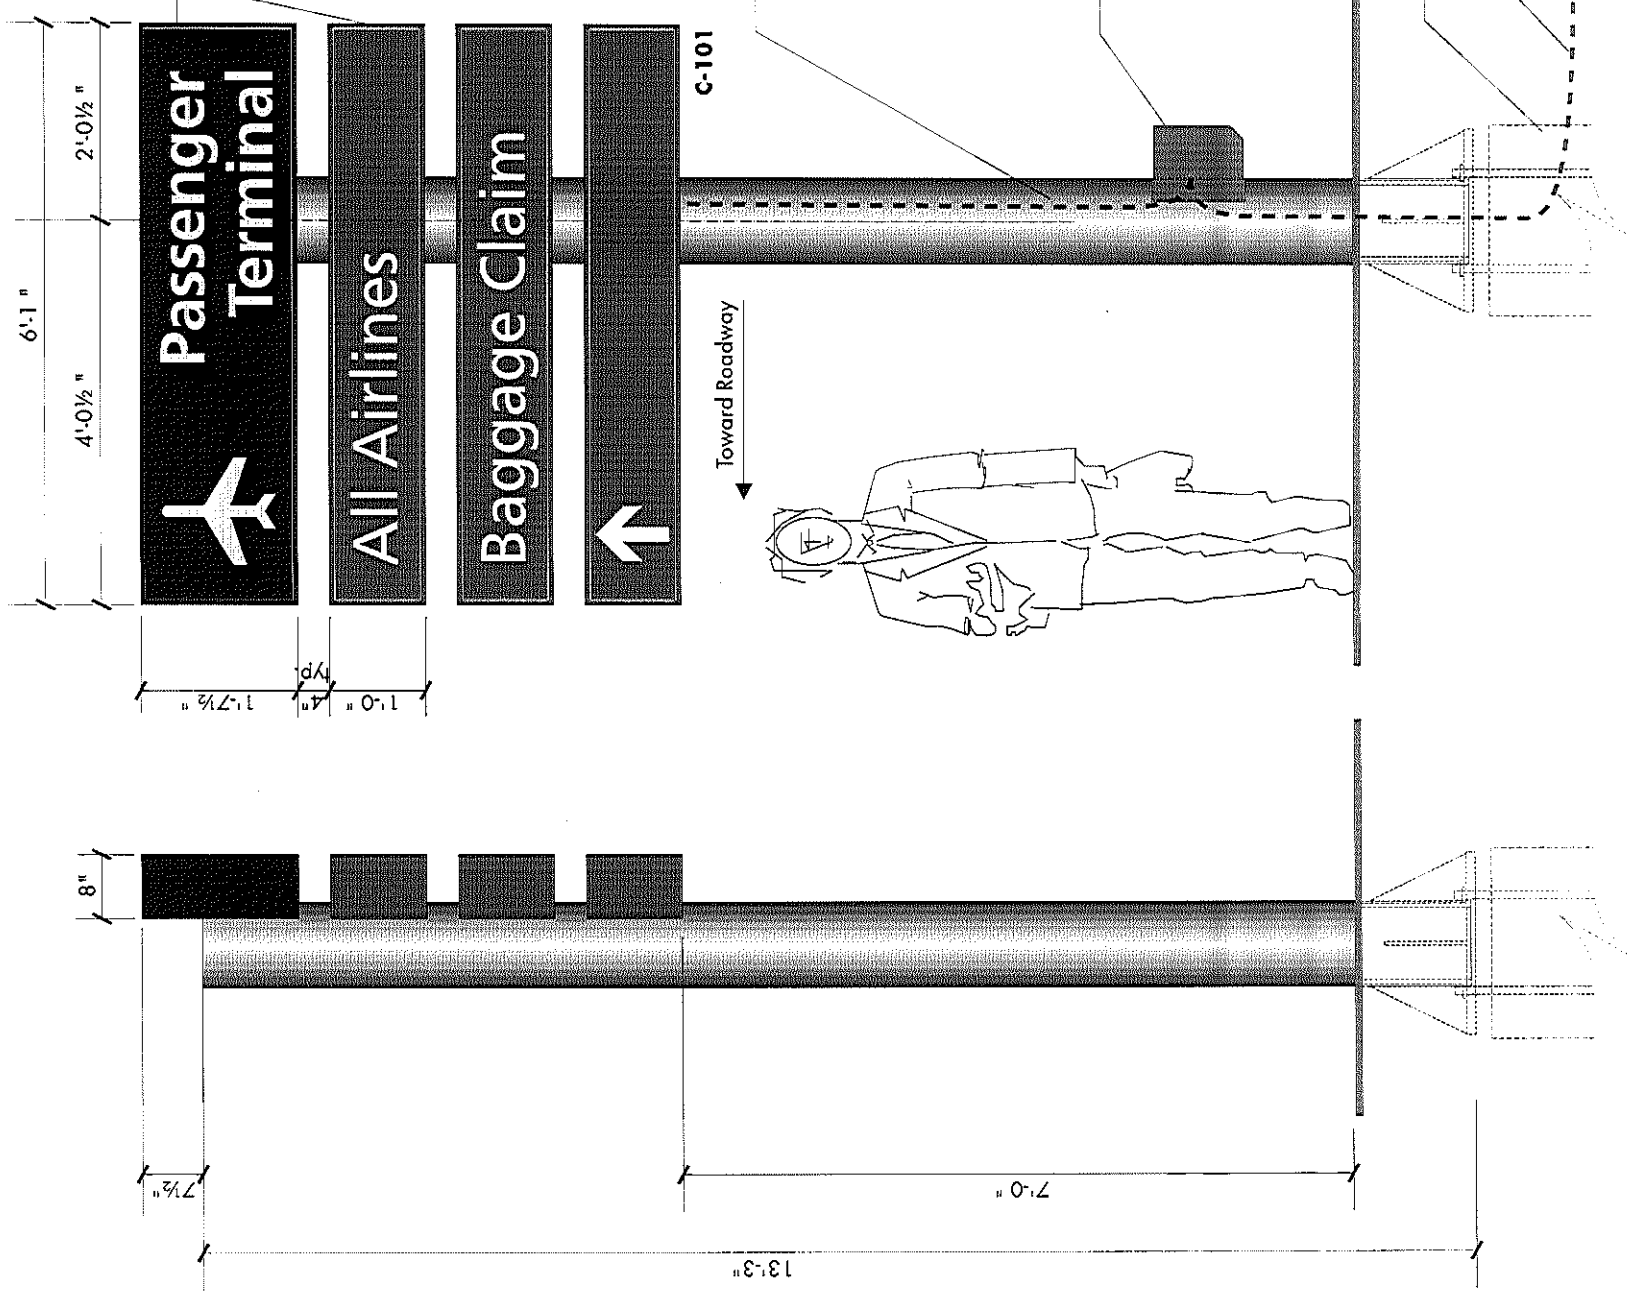 6'-1 "
4'-0½ "
2'-0½ "
Passenger
Terminal
All Airlines
Baggage Claim
C-101
Toward Roadway
1'-7½ "
4"
typ.
1'-0 "
8"
7½"
7'-0 "
13'-3"